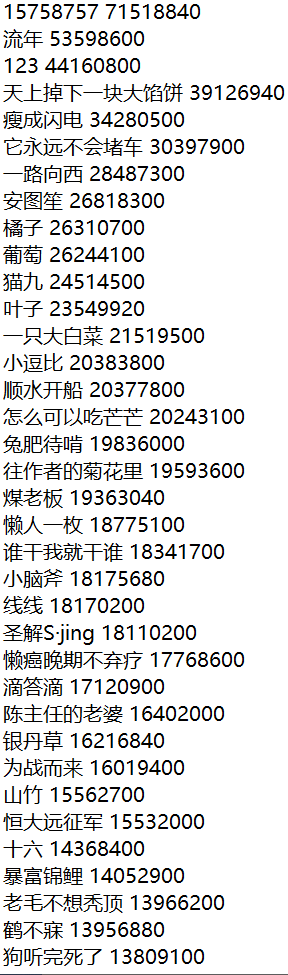 15758757 71518840
流年 53598600
123 44160800
天上掉下一块大馅饼 39126940
瘦成闪电 34280500
它永远不会堵车 30397900
一路向西 28487300
安图笙 26818300
橘子 26310700
葡萄 26244100
猫九 24514500
叶子 23549920
一只大白菜 21519500
小逗比 20383800
顺水开船 20377800
怎么可以吃芒芒 20243100
兔肥待啃 19836000
往作者的菊花里 19593600
煤老板 19363040
懒人一枚 18775100
谁干我就干谁 18341700
小脑斧 18175680
线线 18170200
圣解S·jing 18110200
懒癌晚期不弃疗 17768600
滴答滴 17120900
陈主任的老婆 16402000
银丹草 16216840
为战而来 16019400
山竹 15562700
恒大远征军 15532000
十六 14368400
暴富锦鲤 14052900
老毛不想秃顶 13966200
鹤不寐 13956880
狗听完死了 13809100